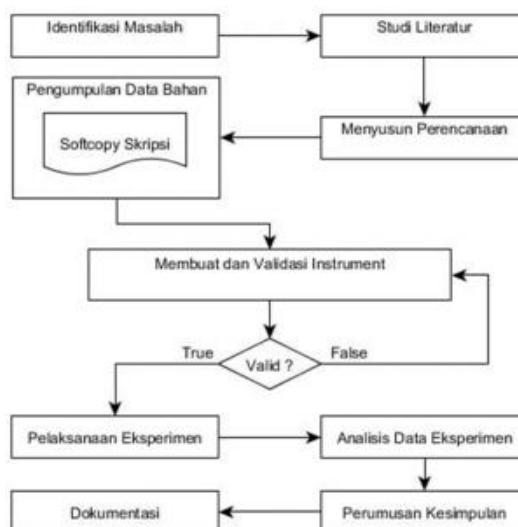 Identifikasi Masalah
Studi Literatur
Pengumpulan Data Bahan
Softcopy Skripsi
Menyusun Perencanaan
Membuat dan Validasi Instrument
True
Valid ?
False
Pelaksanaan Eksperimen
Analisis Data Eksperimen
Dokumentasi
Perumusan Kesimpulan